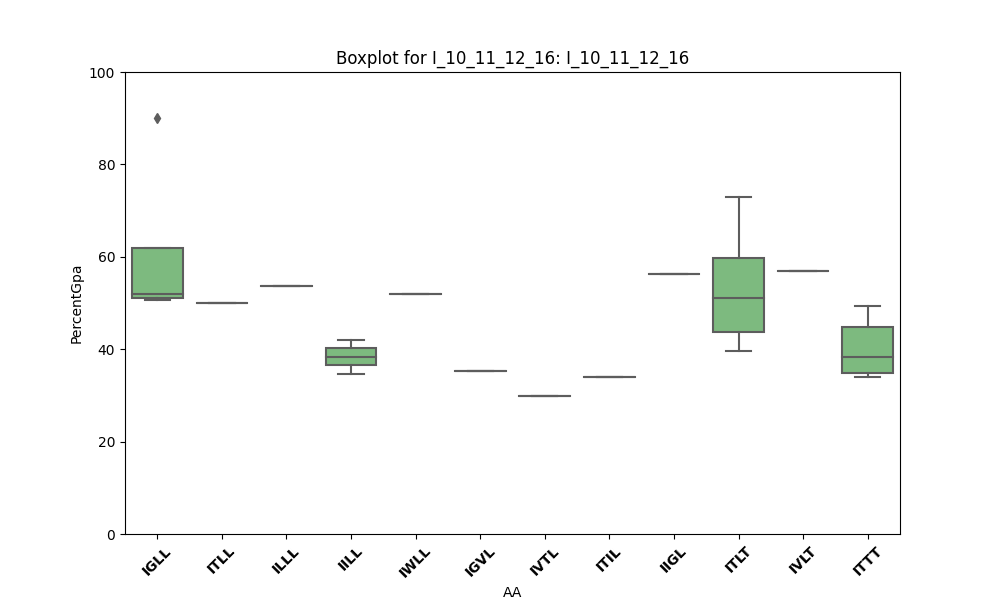 Boxplot for I_10_11_12_16: I_10_11_12_16
PercentGpa
100
80
60
40
20
0
IGLL
ITLL
ILLL
IILL
IWLL
IGVL
IVTL
ITIL
IIGL
ITLT
IVLT
ITTT
AA